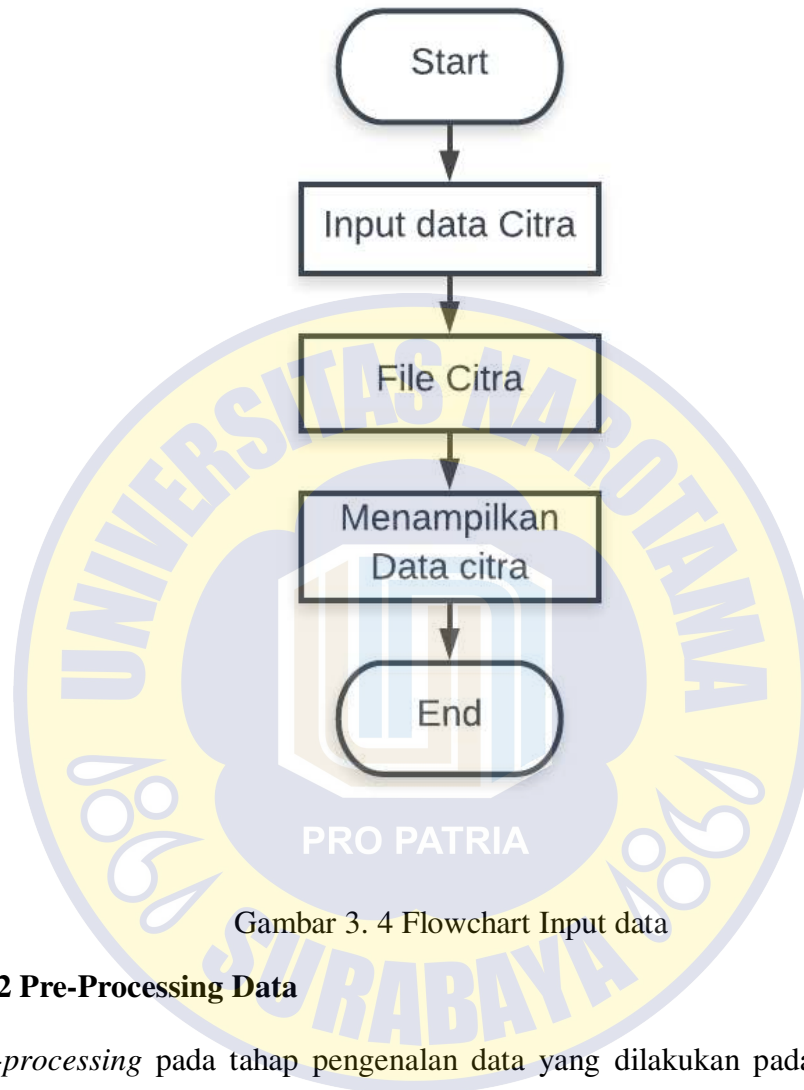 Start
Input data Citra
File Citra
Menampilkan
Data citra
End
UNIVERSITAS NAROTAMA
PRO PATRIA
SURABAYA
Gambar 3. 4 Flowchart Input data
2 Pre-Processing Data
-processing pada tahap pengenalan data yang dilakukan pada